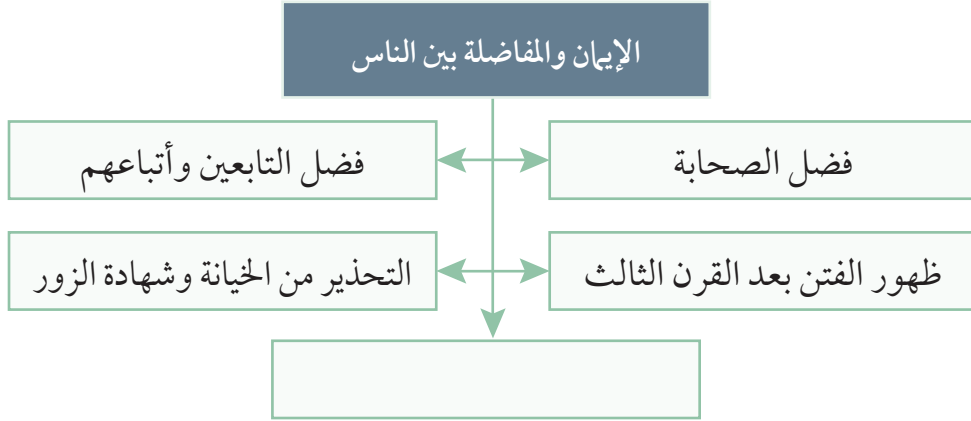 الإيمان والمفاضلة بين الناس
فضل الصحابة
فضل التابعين وأتباعهم
ظهور الفتن بعد القرن الثالث
التحذير من الخيانة وشهادة الزور